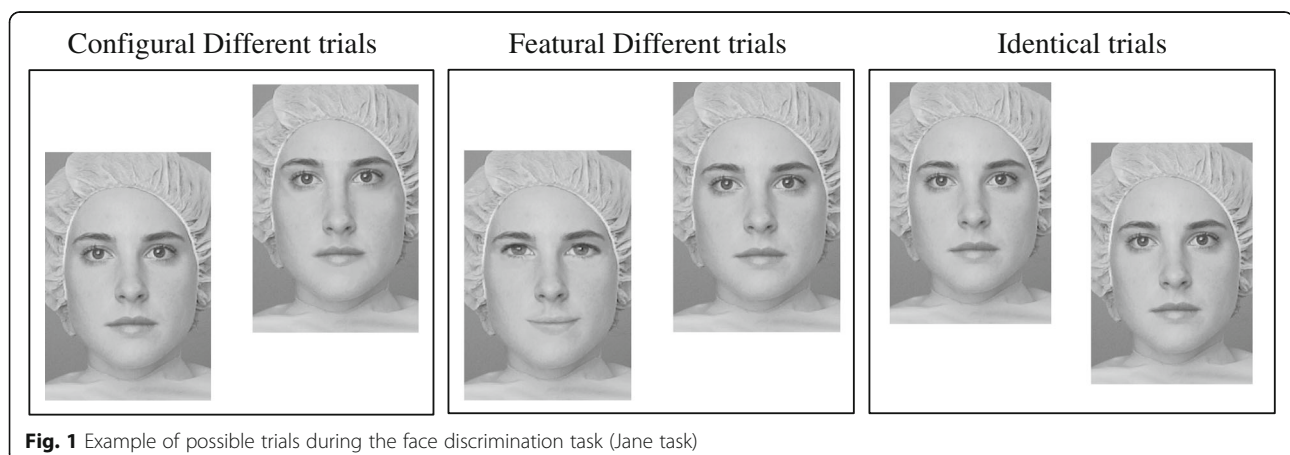 Configural Different trials
Featural Different trials
Identical trials
Fig. 1 Example of possible trials during the face discrimination task (Jane task)